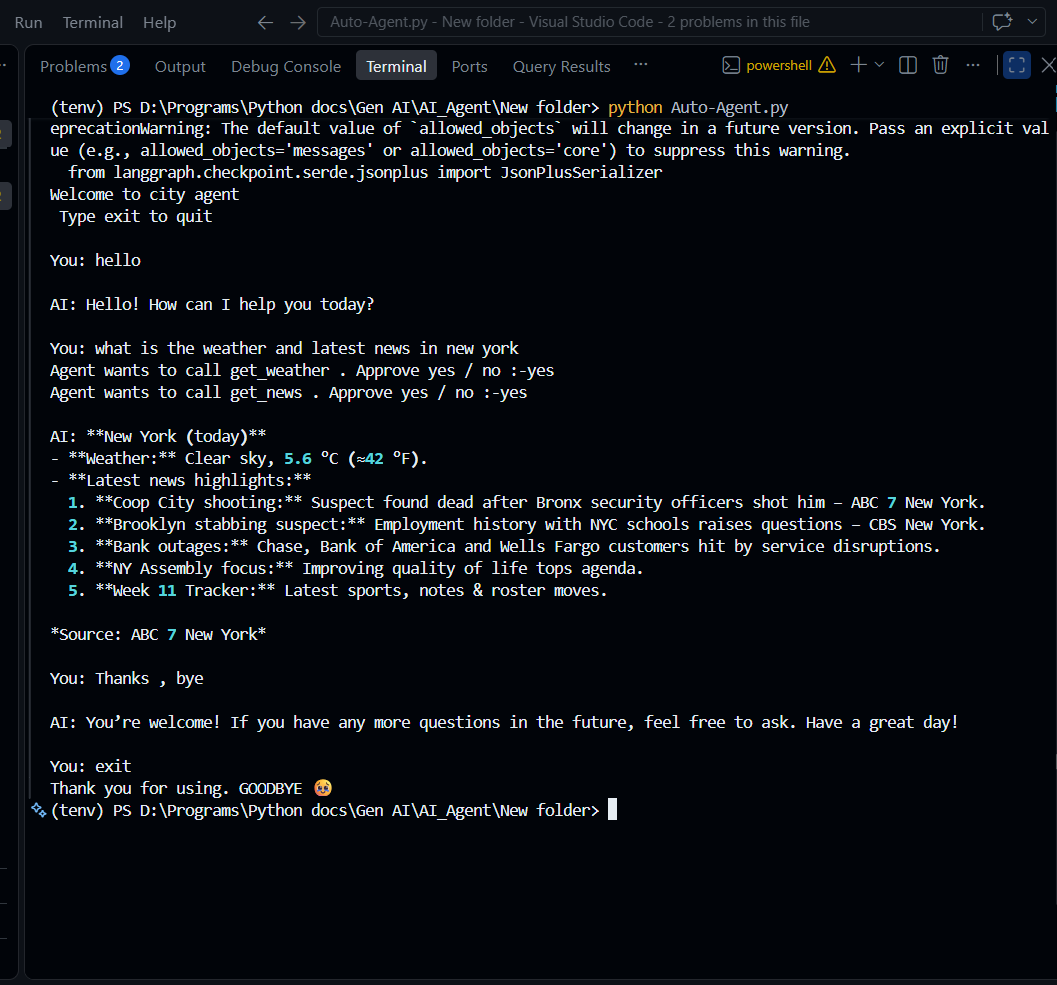 Run Terminal Help
Auto-Agent.py - New folder - Visual Studio Code - 2 problems in this file
Problems 2 Output Debug Console Terminal Ports Query Results ··· powershell
(tenv) PS D:\Programs\Python docs\Gen AI\AI_Agent\New folder> python Auto-Agent.py
eprecationWarning: The default value of `allowed_objects` will change in a future version. Pass an explicit val
ue (e.g., allowed_objects='messages' or allowed_objects='core') to suppress this warning.
  from langgraph.checkpoint.serde.jsonplus import JsonPlusSerializer
Welcome to city agent
 Type exit to quit
You: hello
AI: Hello! How can I help you today?
You: what is the weather and latest news in new york
Agent wants to call get_weather . Approve yes / no :-yes
Agent wants to call get_news . Approve yes / no :-yes
AI: **New York (today)**
- **Weather:** Clear sky, 5.6 °C (≈42 °F).
- **Latest news highlights:**
  1. **Coop City shooting:** Suspect found dead after Bronx security officers shot him – ABC 7 New York.
  2. **Brooklyn stabbing suspect:** Employment history with NYC schools raises questions – CBS New York.
  3. **Bank outages:** Chase, Bank of America and Wells Fargo customers hit by service disruptions.
  4. **NY Assembly focus:** Improving quality of life tops agenda.
  5. **Week 11 Tracker:** Latest sports, notes & roster moves.
*Source: ABC 7 New York*
You: Thanks , bye
AI: You’re welcome! If you have any more questions in the future, feel free to ask. Have a great day!
You: exit
Thank you for using. GOODBYE 😭
(tenv) PS D:\Programs\Python docs\Gen AI\AI_Agent\New folder>